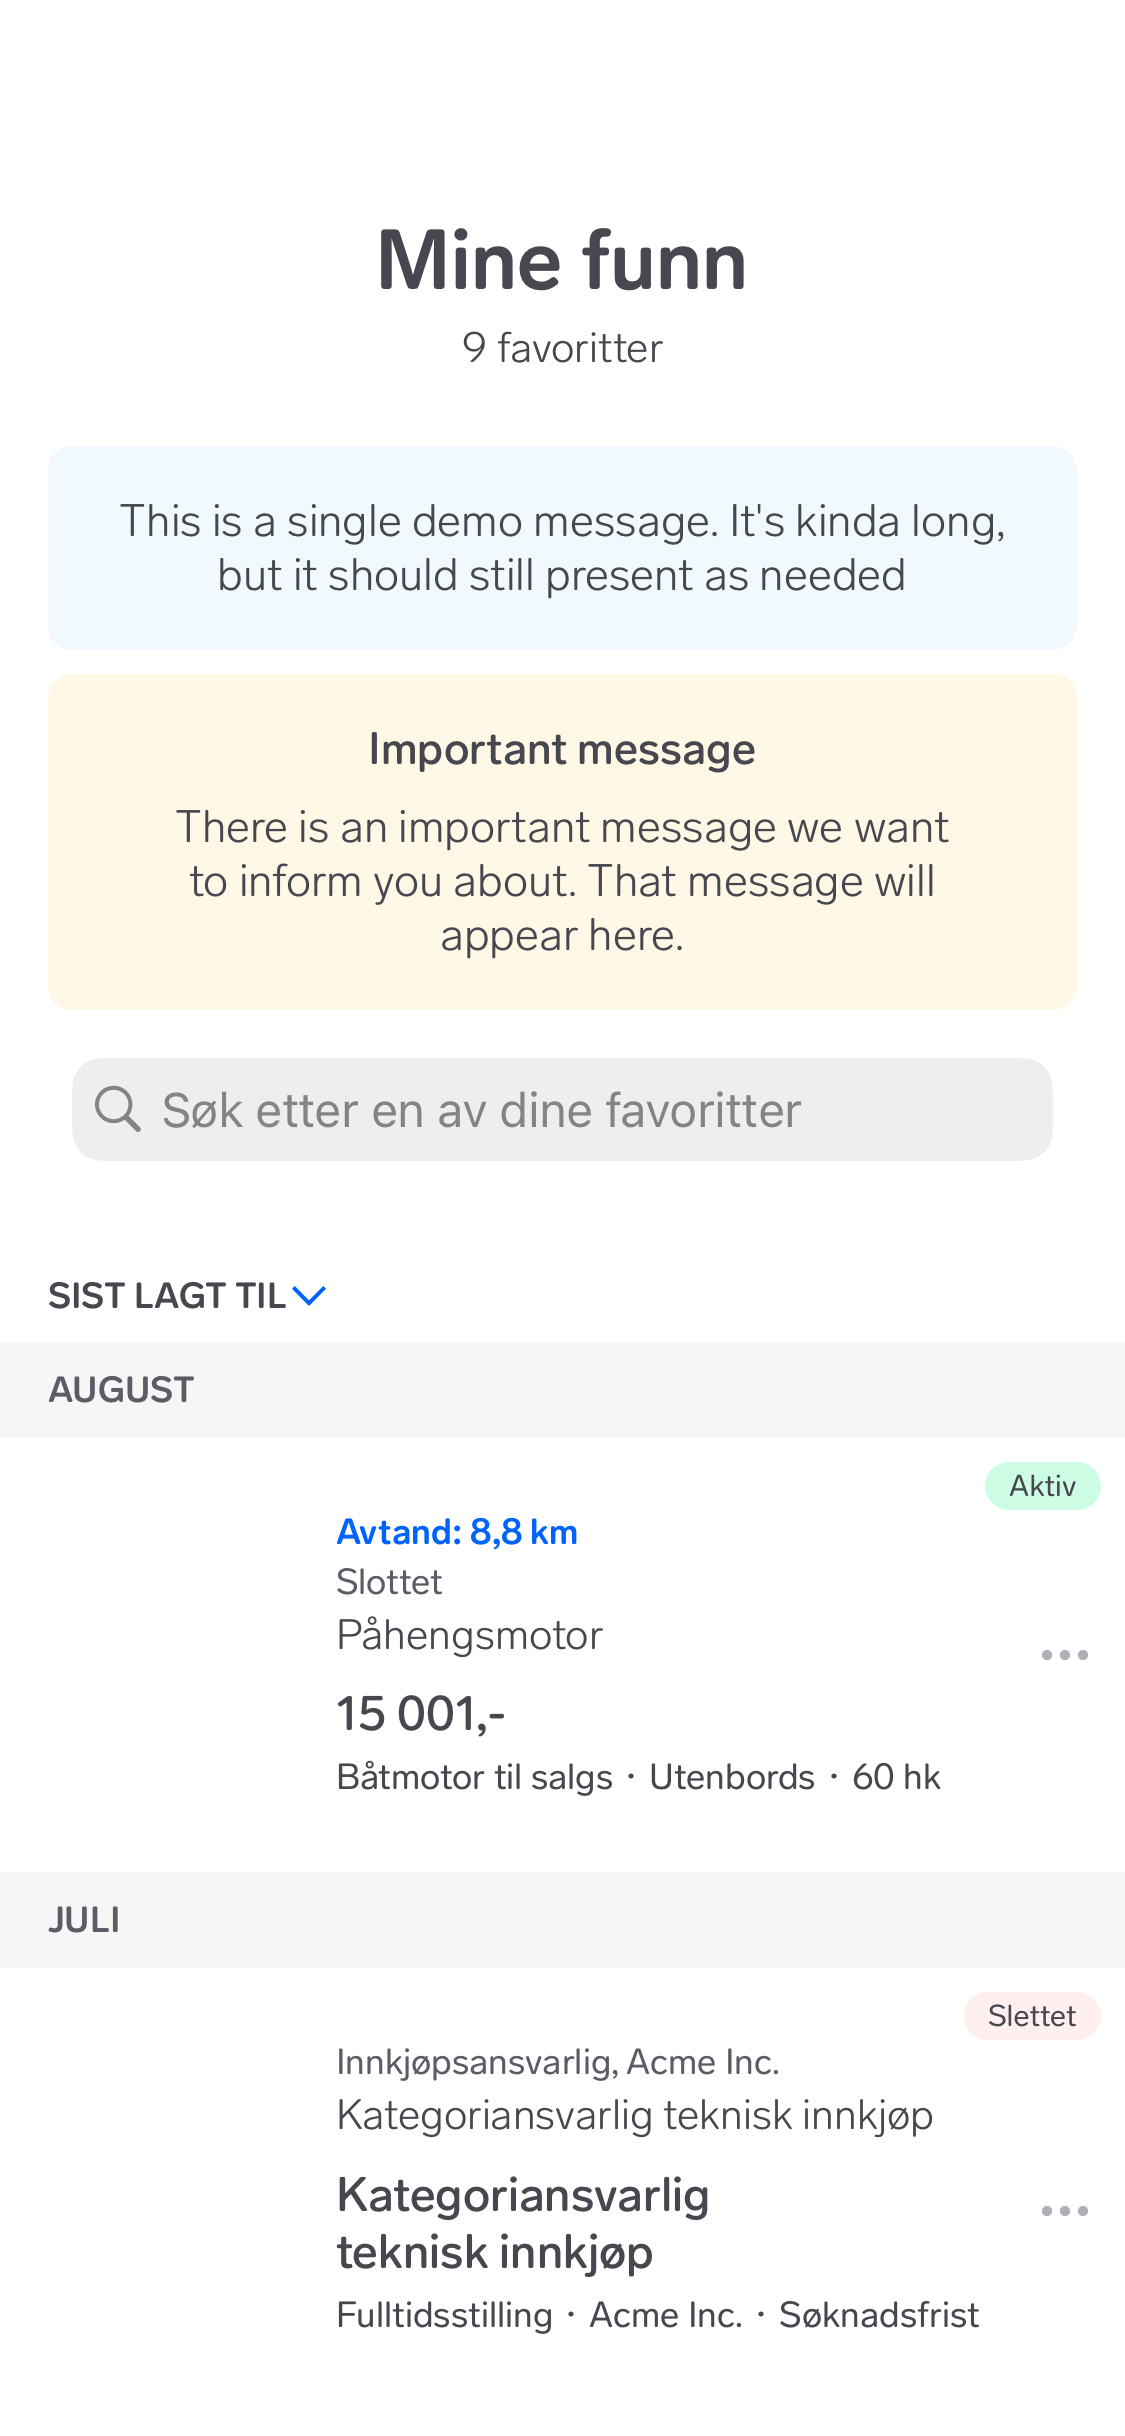 Mine funn
9 favoritter
This is a single demo message. It's kinda long,
but it should still present as needed
Important message
There is an important message we want
to inform you about. That message will
appear here.
Søk etter en av dine favoritter
SIST LAGT TIL
AUGUST
Aktiv
Avtand: 8,8 km
Slottet
Påhengsmotor
15 001,-
Båtmotor til salgs · Utenbords · 60 hk
JULI
Slettet
Innkjøpsansvarlig, Acme Inc.
Kategoriansvarlig teknisk innkjøp
Kategoriansvarlig
teknisk innkjøp
Fulltidsstilling · Acme Inc. · Søknadsfrist